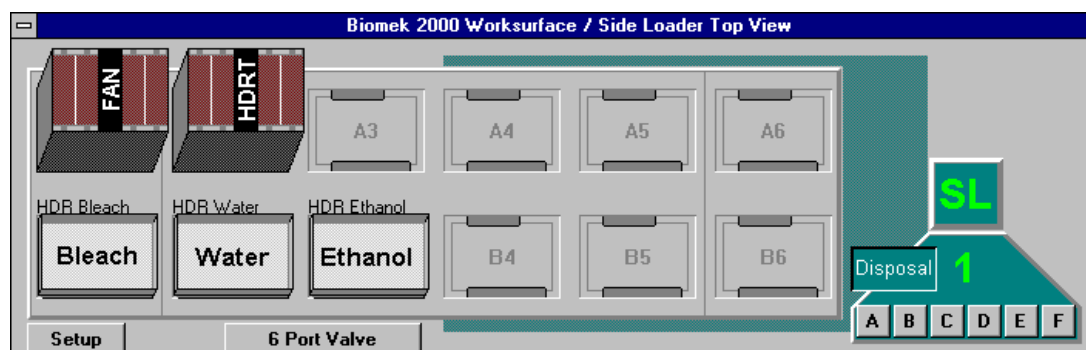 Biomek 2000 Worksurface / Side Loader Top View
FAN
HDRT
A3
A4
A5
A6
SL
HDR Bleach
HDR Water
HDR Ethanol
Bleach
Water
Ethanol
B4
B5
B6
Disposal
1
A B C D E F
Setup
6 Port Valve